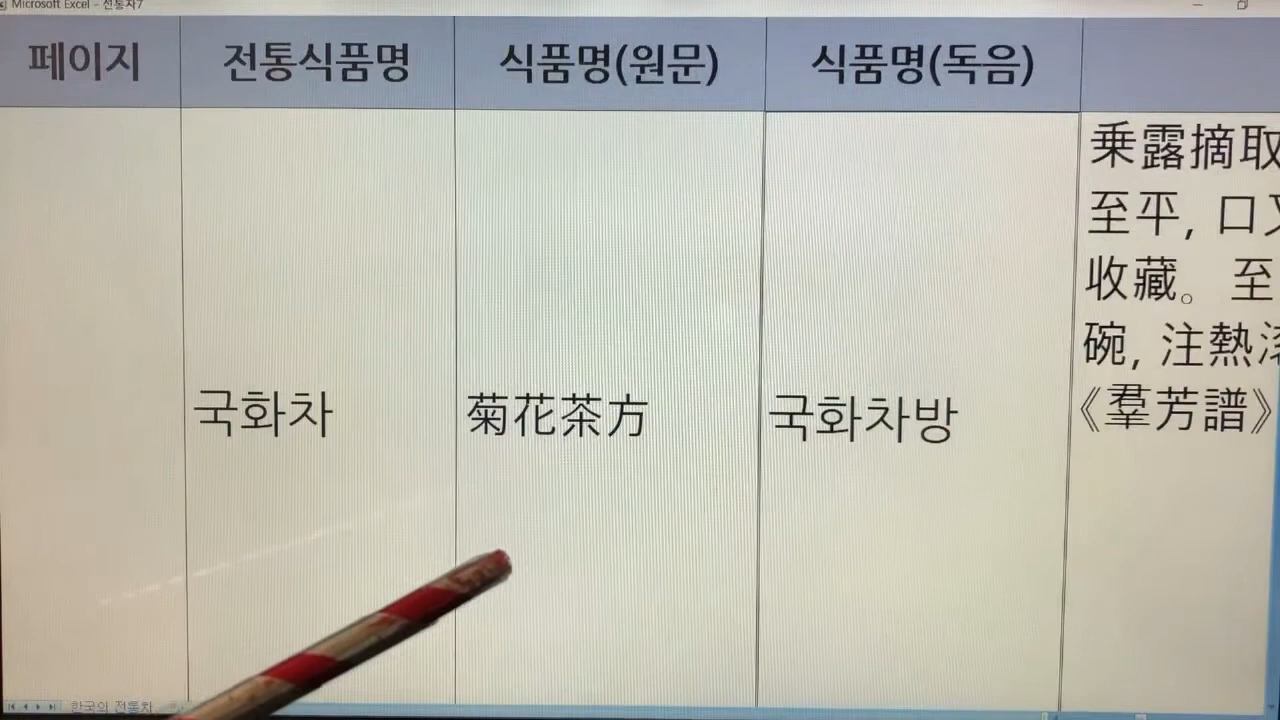 Microsoft Excel - 전통차7
페이지 전통식품명 식품명(원문) 식품명(독음)
국화차 菊花茶方 국화차방
乗露摘取
至平, 口
收藏。 至
碗, 注熱
《羣芳譜》
한국의 전통차